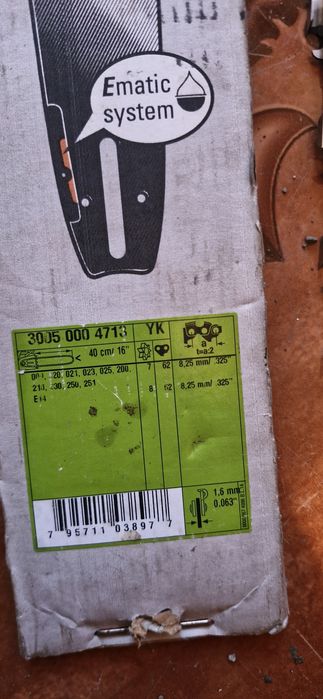 Ematic
system
3005 000 4713 YK
a
t=a:2
< 40 cm/ 16"
020, 021, 023, 025, 200, 7 62 8,25 mm/ .325"
210, 230, 250, 251 8 62 8,25 mm/ .325"
E14
1,6 mm
0.063"
7 95711 03897 7